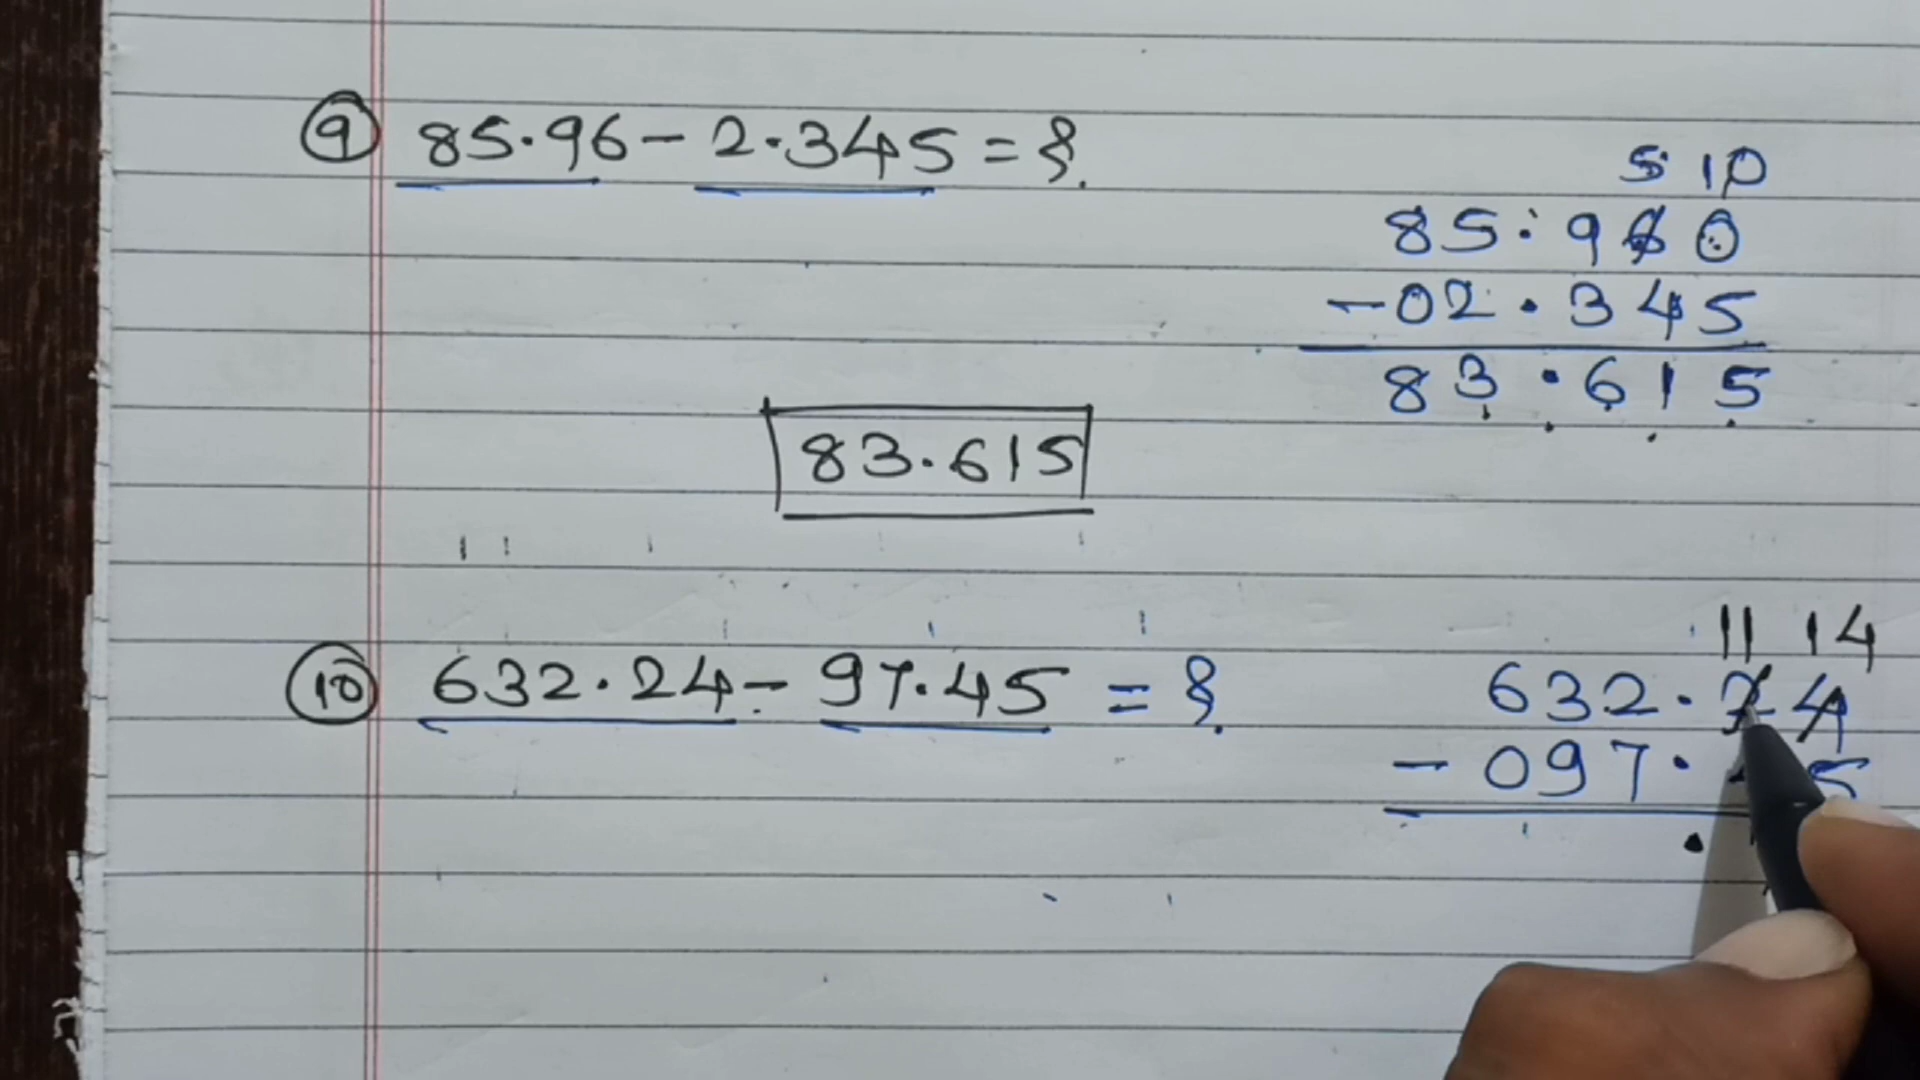 ⑨ 85.96 - 2.345 = ?
5 10
85.960
-02.345
83.615
83.615
⑩ 632.24 - 97.45 = ?
11 14
632.24
- 097. 5
.